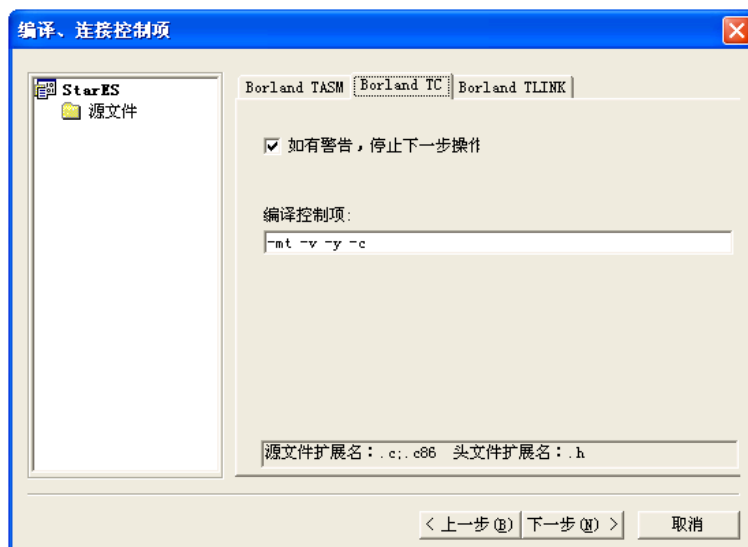 编译、连接控制项
StarES
源文件
Borland TASM Borland TC Borland TLINK
如有警告，停止下一步操作
编译控制项:
-mt -v -y -c
源文件扩展名：.c;.c86 头文件扩展名：.h
< 上一步(B) 下一步(N) > 取消